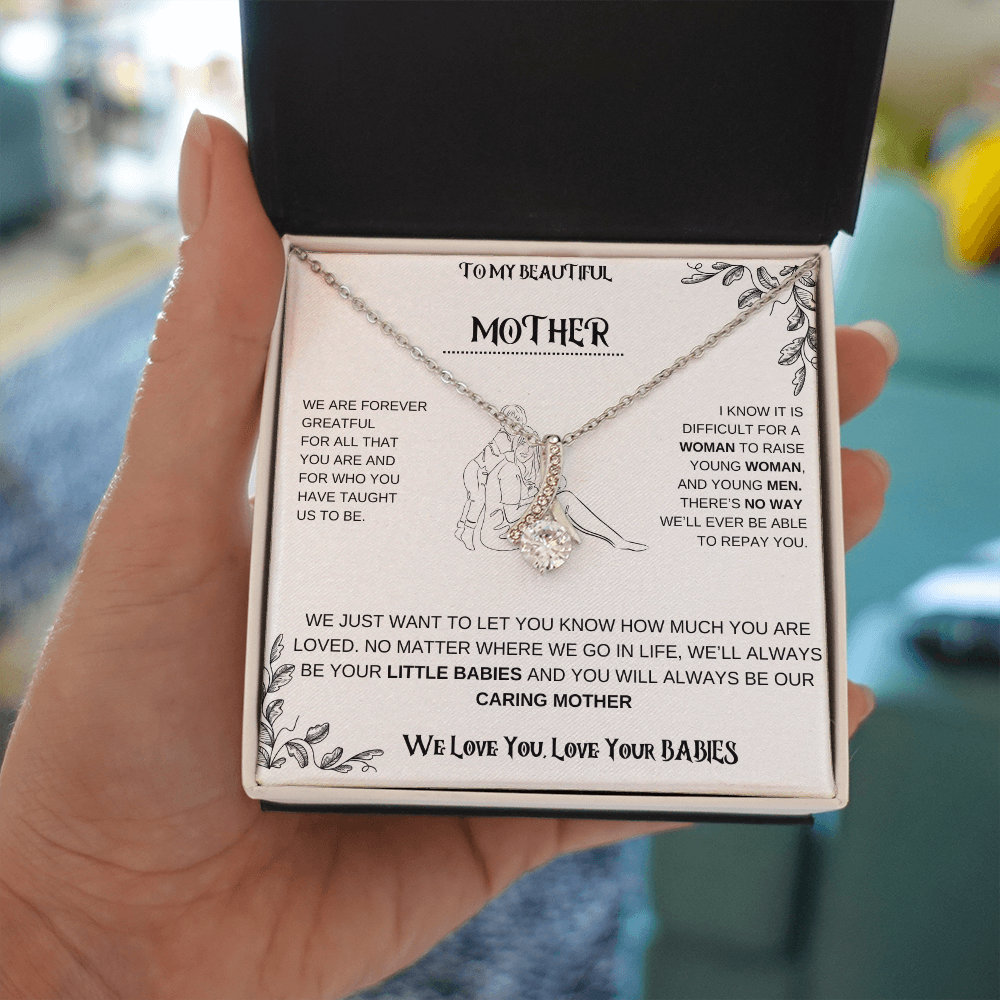 TO MY BEAUTIFUL
MOTHER
WE ARE FOREVER
GREATFUL
FOR ALL THAT
YOU ARE AND
FOR WHO YOU
HAVE TAUGHT
US TO BE.
I KNOW IT IS
DIFFICULT FOR A
WOMAN TO RAISE
YOUNG WOMAN,
AND YOUNG MEN.
THERE'S NO WAY
WE'LL EVER BE ABLE
TO REPAY YOU.
WE JUST WANT TO LET YOU KNOW HOW MUCH YOU ARE
LOVED. NO MATTER WHERE WE GO IN LIFE, WE'LL ALWAYS
BE YOUR LITTLE BABIES AND YOU WILL ALWAYS BE OUR
CARING MOTHER
WE LOVE YOU, LOVE YOUR BABIES